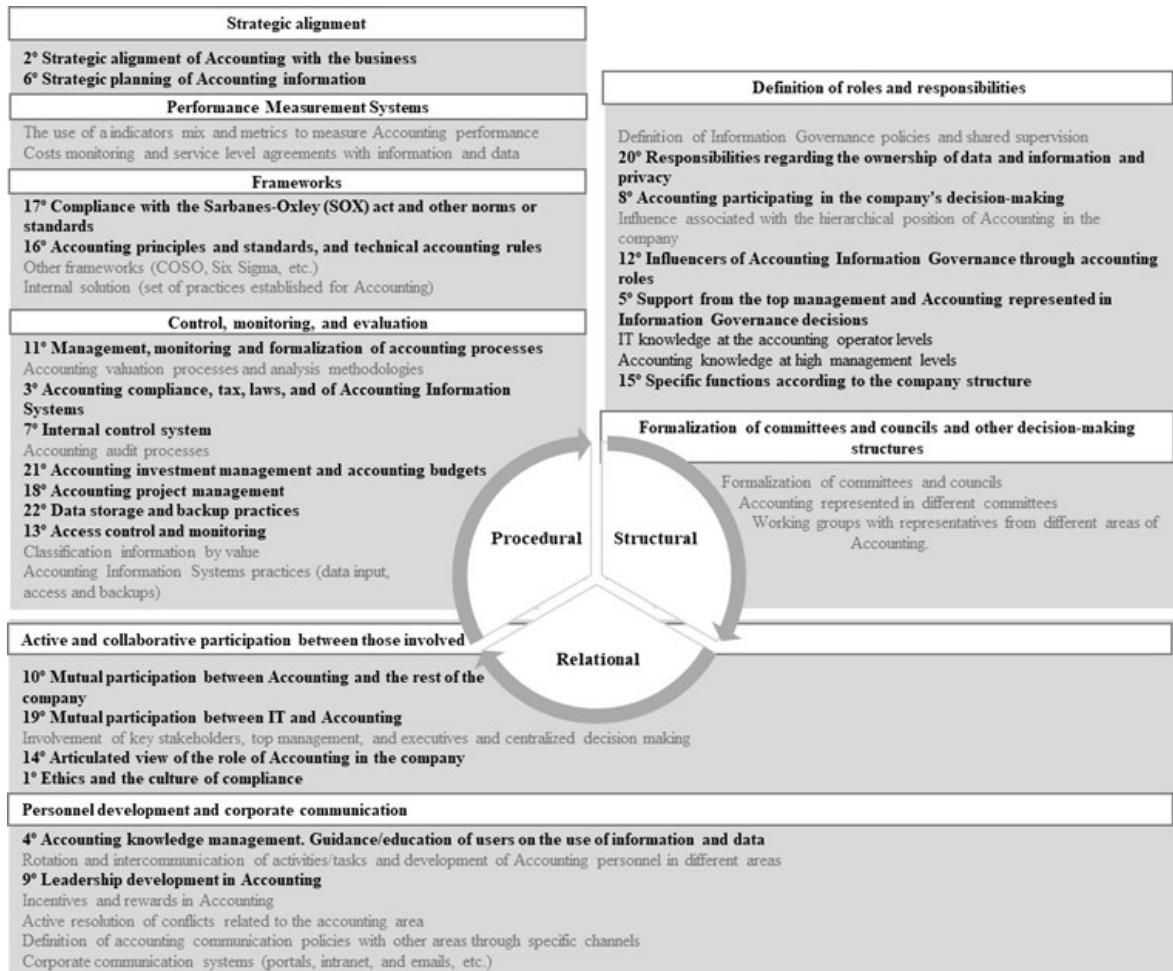 Strategic alignment
2º Strategic alignment of Accounting with the business
6º Strategic planning of Accounting information
Performance Measurement Systems
The use of a indicators mix and metrics to measure Accounting performance
Costs monitoring and service level agreements with information and data
Frameworks
17º Compliance with the Sarbanes-Oxley (SOX) act and other norms or
standards
16º Accounting principles and standards, and technical accounting rules
Other frameworks (COSO, Six Sigma, etc.)
Internal solution (set of practices established for Accounting)
Control, monitoring, and evaluation
11º Management, monitoring and formalization of accounting processes
Accounting valuation processes and analysis methodologies
3º Accounting compliance, tax, laws, and of Accounting Information
Systems
7º Internal control system
Accounting audit processes
21º Accounting investment management and accounting budgets
18º Accounting project management
22º Data storage and backup practices
13º Access control and monitoring
Classification information by value
Accounting Information Systems practices (data input,
access and backups)
Definition of roles and responsibilities
Definition of Information Governance policies and shared supervision
20º Responsibilities regarding the ownership of data and information and
privacy
8º Accounting participating in the company's decision-making
Influence associated with the hierarchical position of Accounting in the
company
12º Influencers of Accounting Information Governance through accounting
roles
5º Support from the top management and Accounting represented in
Information Governance decisions
IT knowledge at the accounting operator levels
Accounting knowledge at high management levels
15º Specific functions according to the company structure
Formalization of committees and councils and other decision-making
structures
Formalization of committees and councils
Accounting represented in different committees
Working groups with representatives from different areas of
Accounting.
Procedural
Structural
Relational
Active and collaborative participation between those involved
10º Mutual participation between Accounting and the rest of the
company
19º Mutual participation between IT and Accounting
Involvement of key stakeholders, top management, and executives and centralized decision making
14º Articulated view of the role of Accounting in the company
1º Ethics and the culture of compliance
Personnel development and corporate communication
4º Accounting knowledge management. Guidance/education of users on the use of information and data
Rotation and intercommunication of activities/tasks and development of Accounting personnel in different areas
9º Leadership development in Accounting
Incentives and rewards in Accounting
Active resolution of conflicts related to the accounting area
Definition of accounting communication policies with other areas through specific channels
Corporate communication systems (portals, intranet, and emails, etc.)